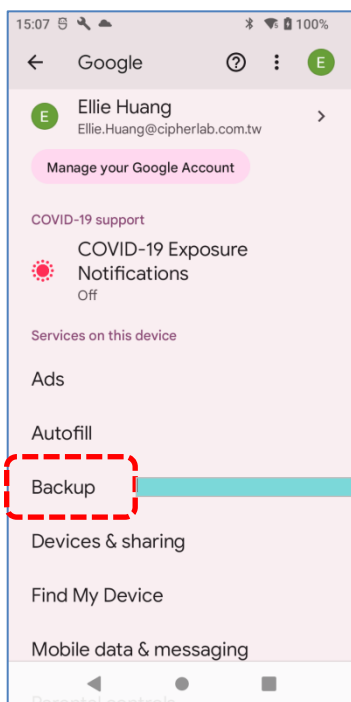 15:07 100%
Google
E
E
Ellie Huang
Ellie.Huang@cipherlab.com.tw
Manage your Google Account
COVID-19 support
COVID-19 Exposure
Notifications
Off
Services on this device
Ads
Autofill
Backup
Devices & sharing
Find My Device
Mobile data & messaging
Parental controls